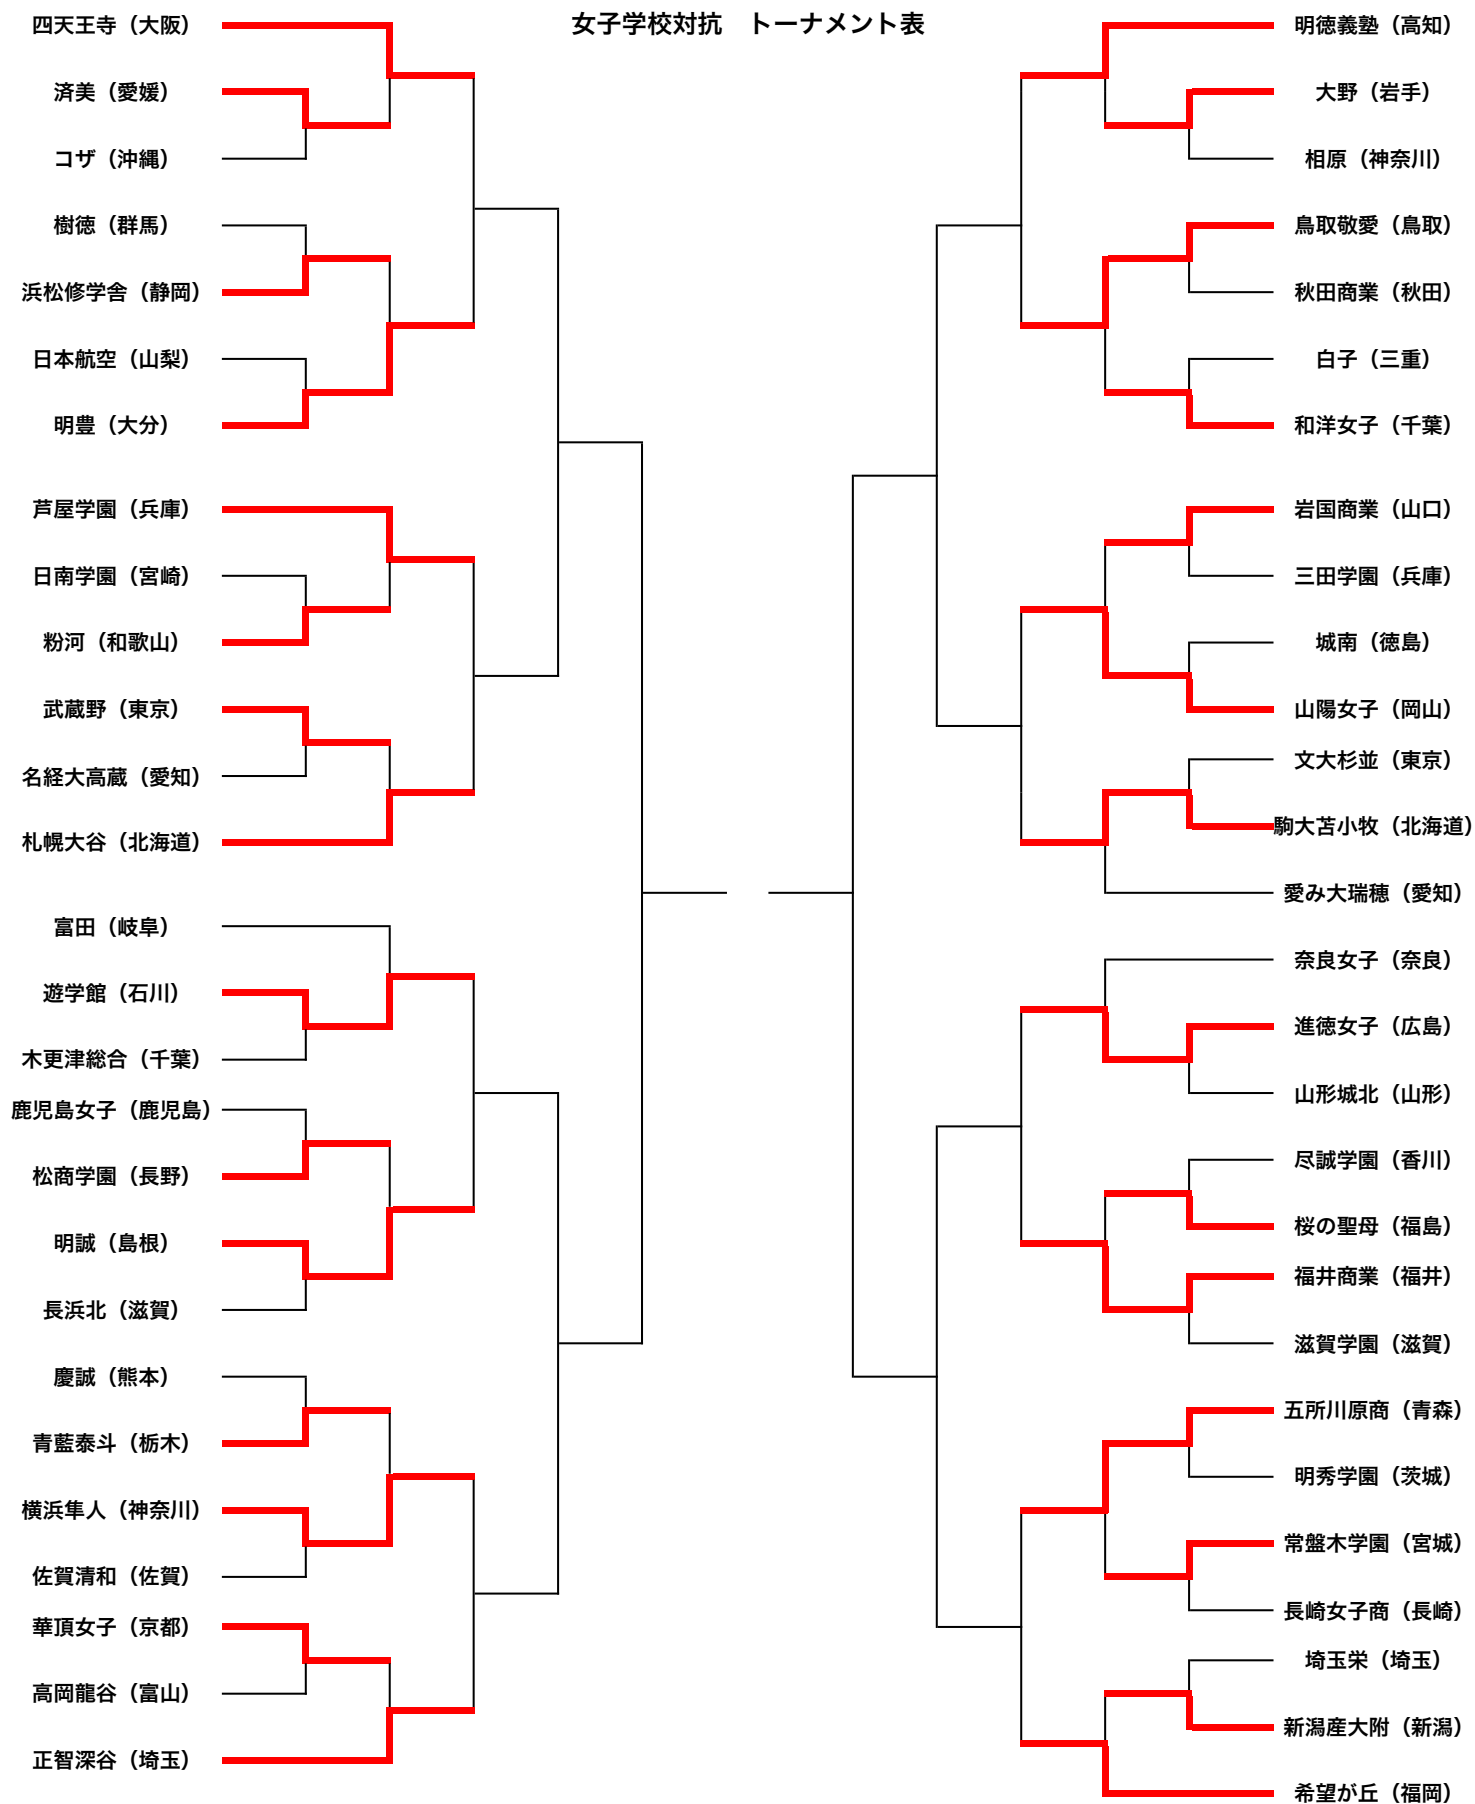 女子学校対抗　トーナメント表
四天王寺（大阪）
済美（愛媛）
コザ（沖縄）
樹徳（群馬）
浜松修学舎（静岡）
日本航空（山梨）
明豊（大分）
芦屋学園（兵庫）
日南学園（宮崎）
粉河（和歌山）
武蔵野（東京）
名経大高蔵（愛知）
札幌大谷（北海道）
富田（岐阜）
遊学館（石川）
木更津総合（千葉）
鹿児島女子（鹿児島）
松商学園（長野）
明誠（島根）
長浜北（滋賀）
慶誠（熊本）
青藍泰斗（栃木）
横浜隼人（神奈川）
佐賀清和（佐賀）
華頂女子（京都）
高岡龍谷（富山）
正智深谷（埼玉）
明徳義塾（高知）
大野（岩手）
相原（神奈川）
鳥取敬愛（鳥取）
秋田商業（秋田）
白子（三重）
和洋女子（千葉）
岩国商業（山口）
三田学園（兵庫）
城南（徳島）
山陽女子（岡山）
文大杉並（東京）
駒大苫小牧（北海道）
愛み大瑞穂（愛知）
奈良女子（奈良）
進徳女子（広島）
山形城北（山形）
尽誠学園（香川）
桜の聖母（福島）
福井商業（福井）
滋賀学園（滋賀）
五所川原商（青森）
明秀学園（茨城）
常盤木学園（宮城）
長崎女子商（長崎）
埼玉栄（埼玉）
新潟産大附（新潟）
希望が丘（福岡）